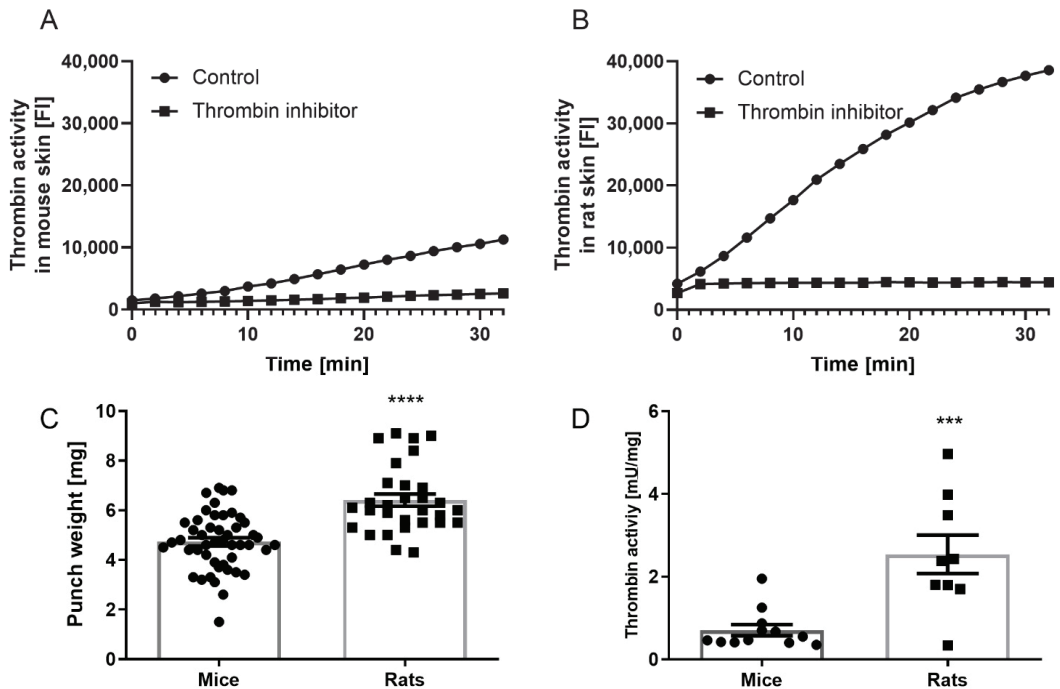 A
Thrombin activity
in mouse skin [FI]
40,000
30,000
20,000
10,000
0
Control
Thrombin inhibitor
0
10
20
30
Time [min]
B
Thrombin activity
in rat skin [FI]
40,000
30,000
20,000
10,000
0
Control
Thrombin inhibitor
0
10
20
30
Time [min]
C
Punch weight [mg]
10
8
6
4
2
0
****
Mice
Rats
D
Thrombin activiy [mU/mg]
6
4
2
0
***
Mice
Rats